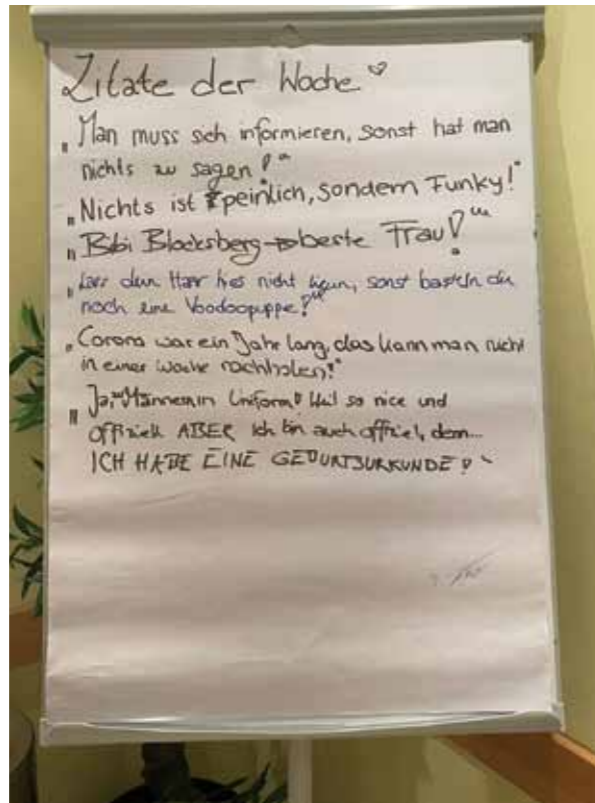 Zitate der Woche ♡
„Man muss sich informieren, sonst hat man
nichts zu sagen!"
„Nichts ist peinlich, sondern Funky!"
„Bibi Blocksberg → beste Frau!"
„Lass dein Haar hier nicht liegen, sonst basteln die
noch eine Voodoopuppe!"
„Corona war ein Jahr lang, das kann man nicht
in einer Woche nachholen!"
„Ja, Männer in Uniform! Weil so nice und
offiziell ABER ich bin auch offiziell, denn...
ICH HABE EINE GEBURTSURKUNDE!"